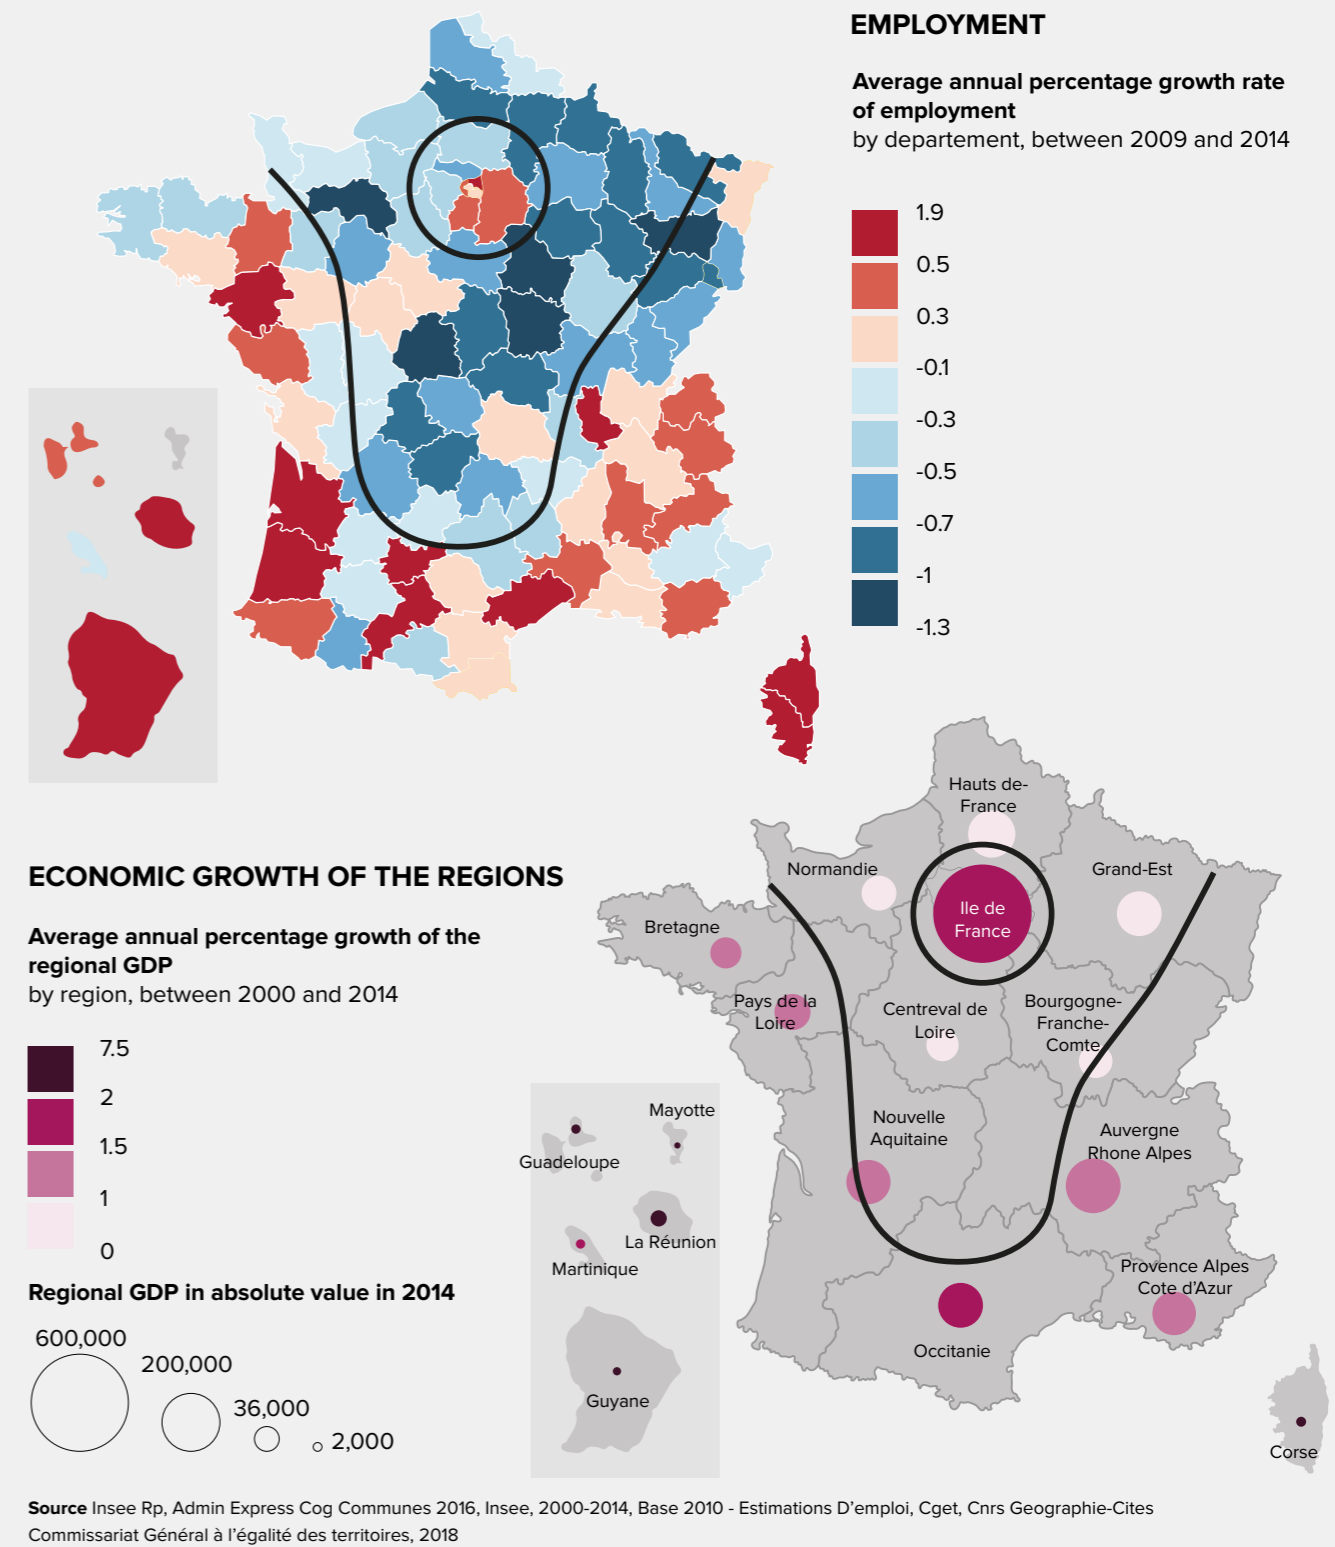 EMPLOYMENT
Average annual percentage growth rate
of employment
by departement, between 2009 and 2014
1.9
0.5
0.3
-0.1
-0.3
-0.5
-0.7
-1
-1.3
ECONOMIC GROWTH OF THE REGIONS
Average annual percentage growth of the
regional GDP
by region, between 2000 and 2014
7.5
2
1.5
1
0
Regional GDP in absolute value in 2014
600,000
200,000
36,000
2,000
Hauts de-
France
Normandie
Ile de
France
Grand-Est
Bretagne
Pays de la
Loire
Centreval de
Loire
Bourgogne-
Franche-
Comte
Nouvelle
Aquitaine
Auvergne
Rhone Alpes
Provence Alpes
Cote d'Azur
Occitanie
Corse
Mayotte
Guadeloupe
La Réunion
Martinique
Guyane
Source Insee Rp, Admin Express Cog Communes 2016, Insee, 2000-2014, Base 2010 - Estimations D'emploi, Cget, Cnrs Geographie-Cites
Commissariat Général à l'égalité des territoires, 2018